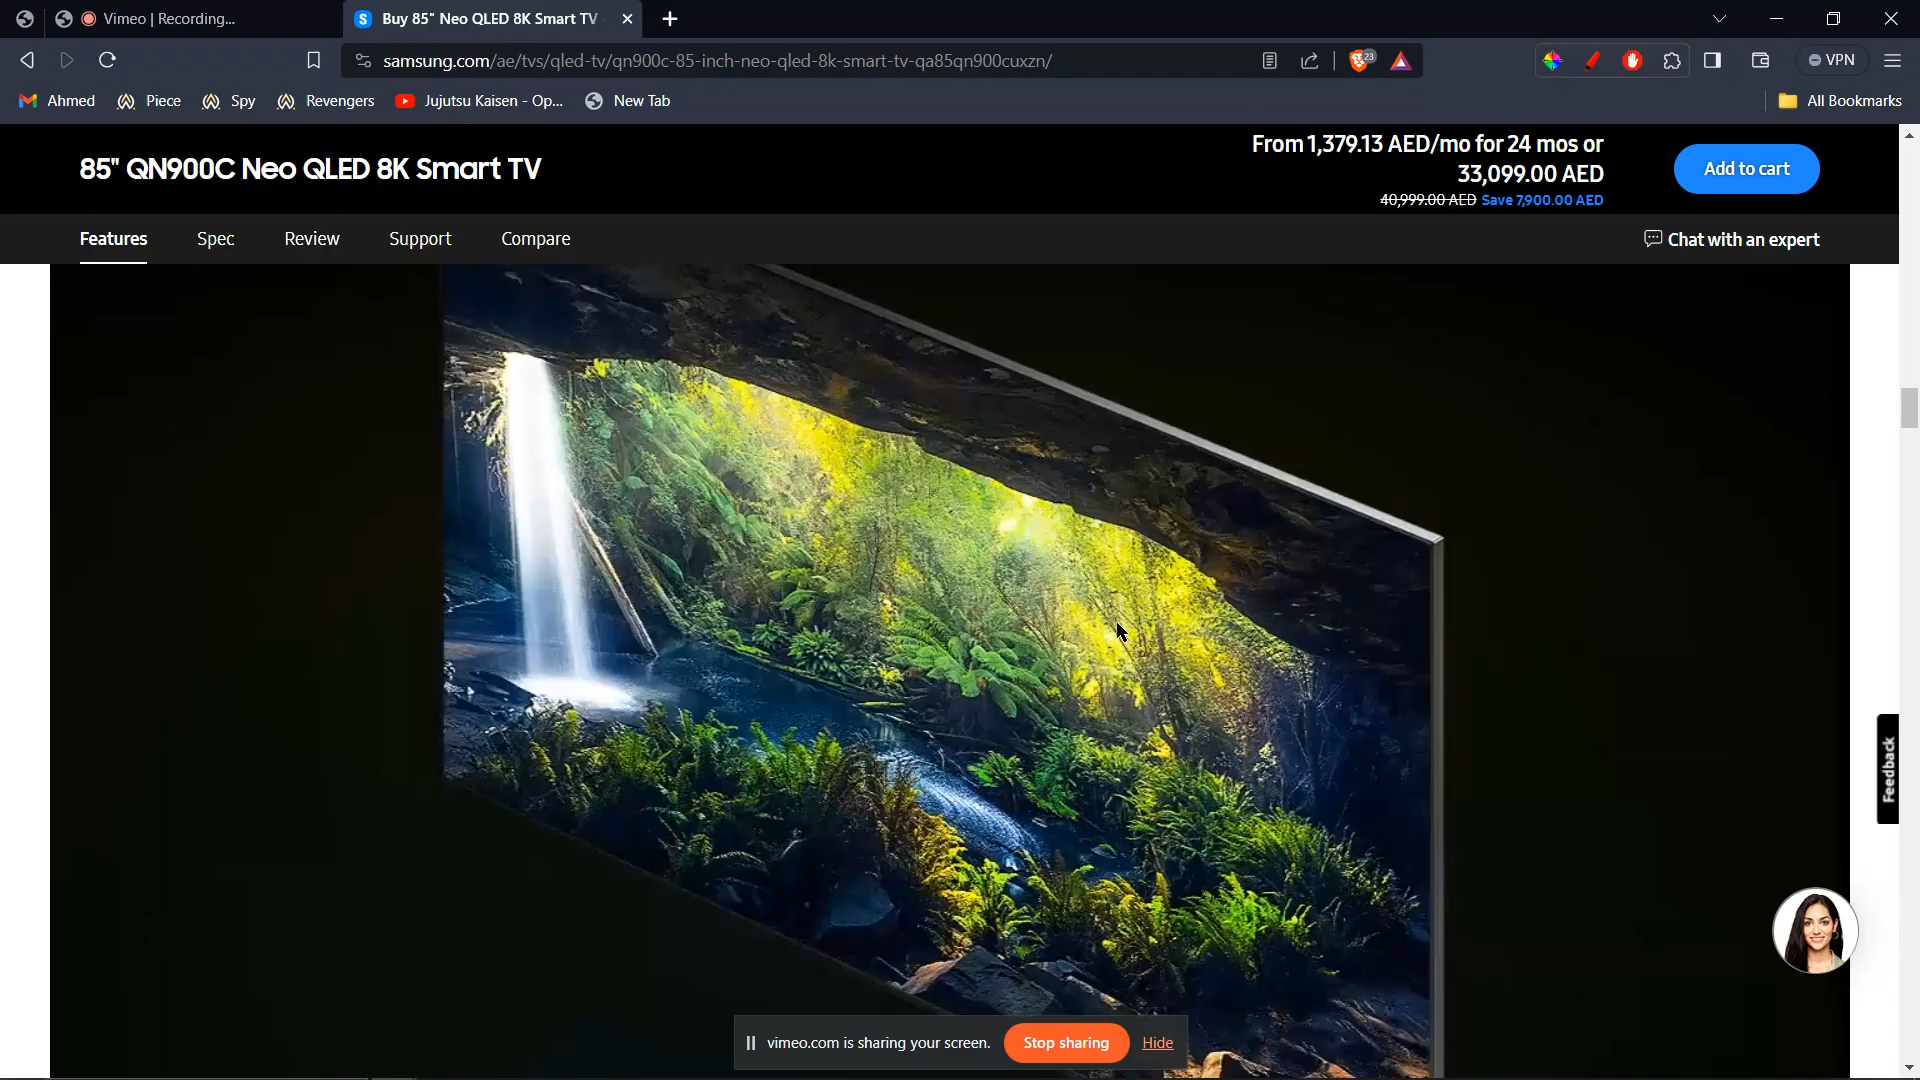 Vimeo | Recording...
Buy 85" Neo QLED 8K Smart TV
samsung.com/ae/tvs/qled-tv/qn900c-85-inch-neo-qled-8k-smart-tv-qa85qn900cuxzn/
23
VPN
Ahmed
Piece
Spy
Revengers
Jujutsu Kaisen - Op...
New Tab
All Bookmarks
85" QN900C Neo QLED 8K Smart TV
From 1,379.13 AED/mo for 24 mos or
33,099.00 AED
40,999.00 AED Save 7,900.00 AED
Add to cart
Features
Spec
Review
Support
Compare
Chat with an expert
Feedback
vimeo.com is sharing your screen.
Stop sharing
Hide